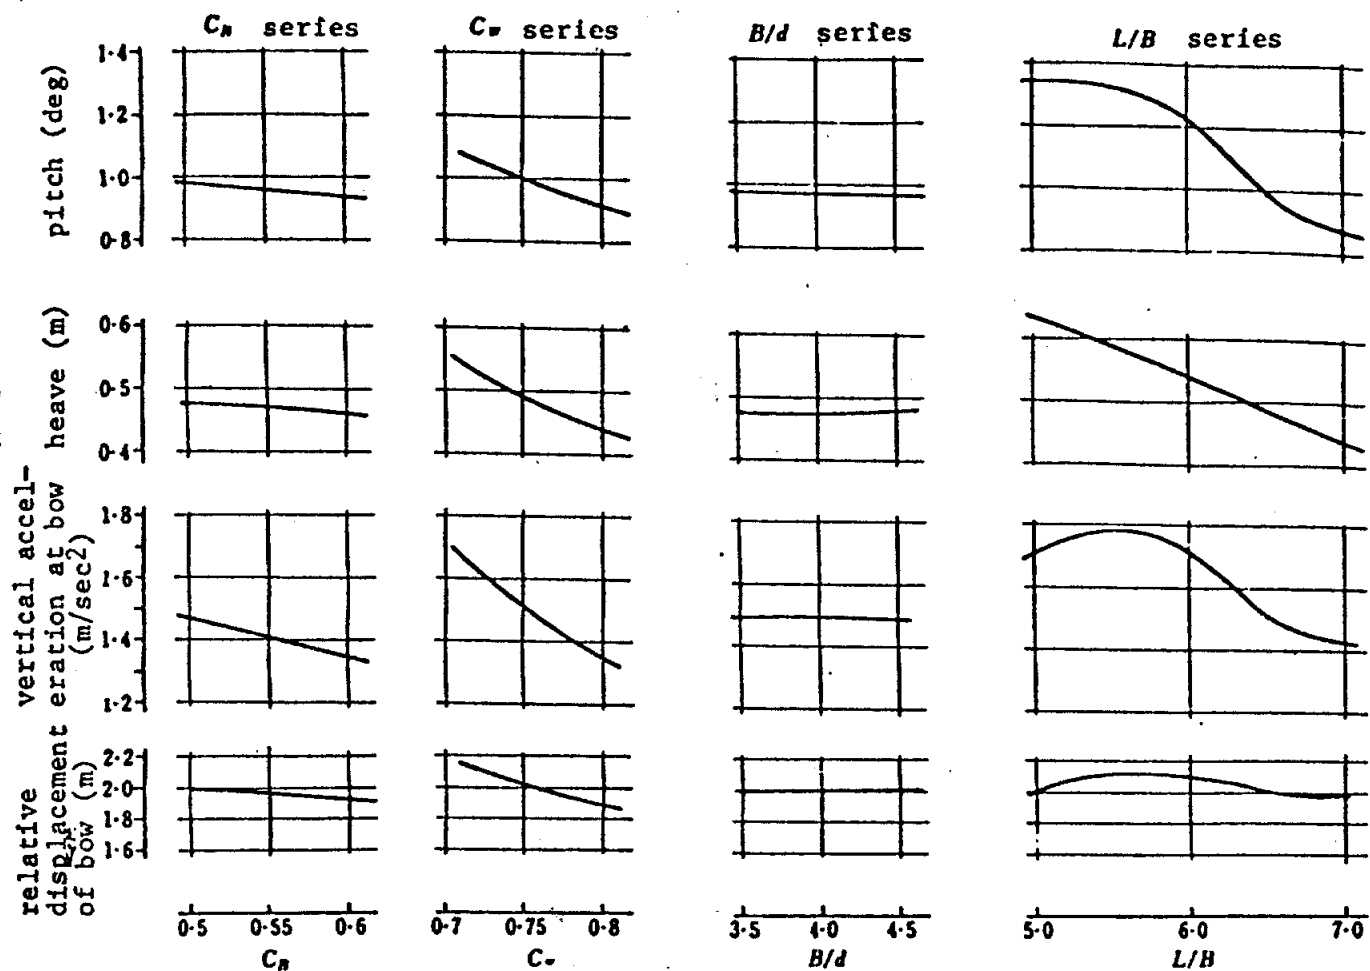 C_B series
C_w series
B/d series
L/B series
pitch (deg)
1·4
1·2
1·0
0·8
heave (m)
0·6
0·5
0·4
vertical accel-
eration at bow
(m/sec²)
1·8
1·6
1·4
1·2
relative
displacement
of bow (m)
2·2
2·0
1·8
1·6
0·5 0·55 0·6
0·7 0·75 0·8
3·5 4·0 4·5
5·0 6·0 7·0
C_B
C_w
B/d
L/B